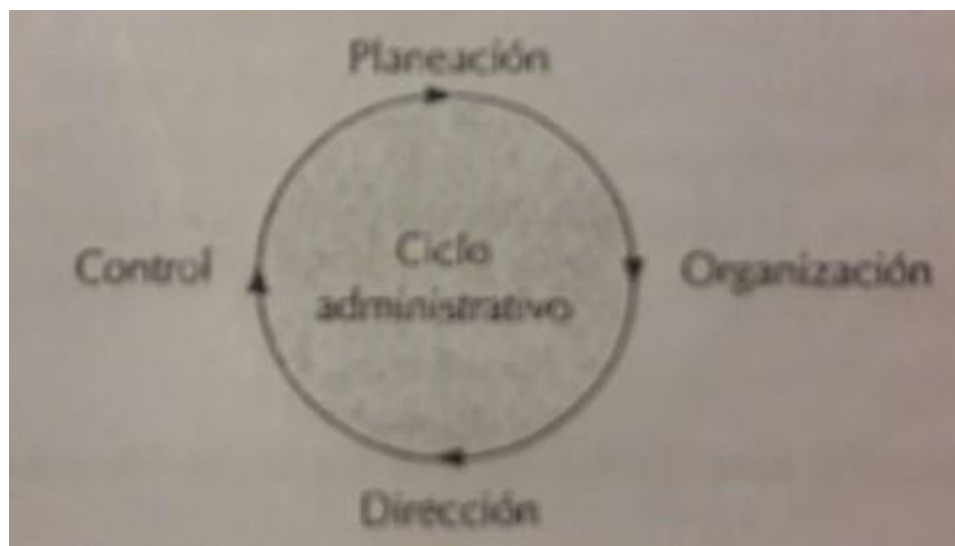 Planeación
Control
Ciclo
administrativo
Organización
Dirección